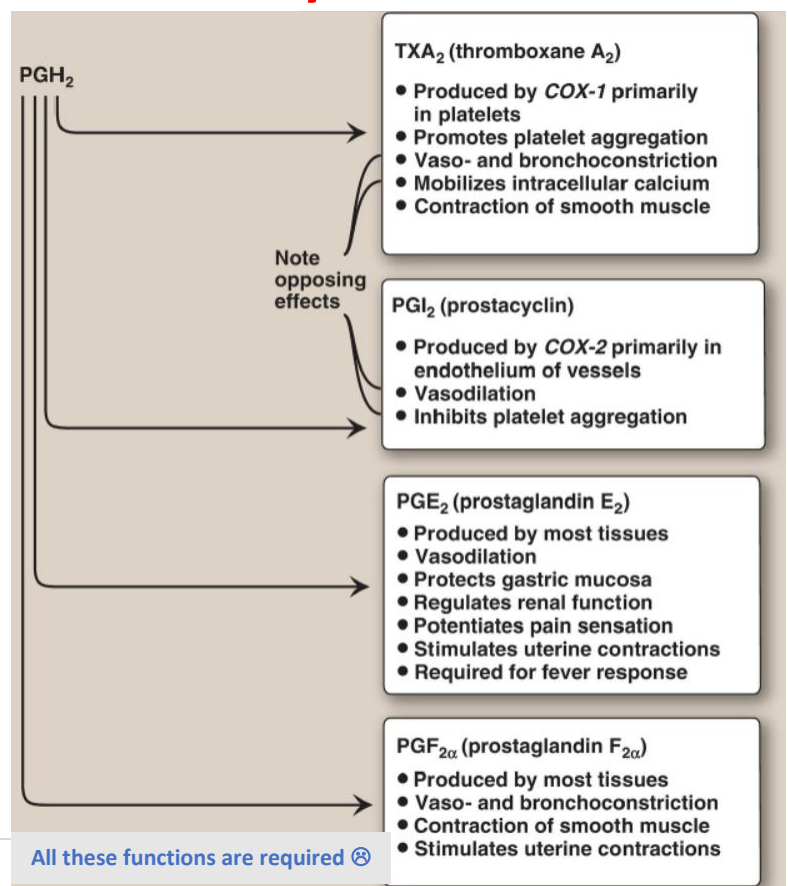 PGH₂
TXA₂ (thromboxane A₂)
● Produced by COX-1 primarily
in platelets
● Promotes platelet aggregation
● Vaso- and bronchoconstriction
● Mobilizes intracellular calcium
● Contraction of smooth muscle
Note
opposing
effects
PGI₂ (prostacyclin)
● Produced by COX-2 primarily in
endothelium of vessels
● Vasodilation
● Inhibits platelet aggregation
PGE₂ (prostaglandin E₂)
● Produced by most tissues
● Vasodilation
● Protects gastric mucosa
● Regulates renal function
● Potentiates pain sensation
● Stimulates uterine contractions
● Required for fever response
PGF₂α (prostaglandin F₂α)
● Produced by most tissues
● Vaso- and bronchoconstriction
● Contraction of smooth muscle
● Stimulates uterine contractions
All these functions are required ☹